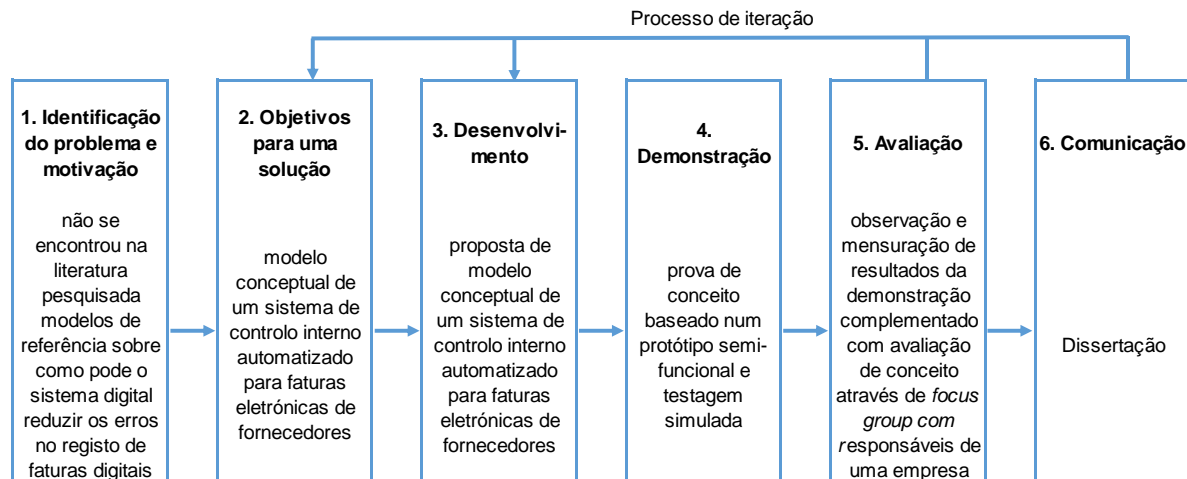 Processo de iteração
1. Identificação
do problema e
motivação
não se
encontrou na
literatura
pesquisada
modelos de
referência sobre
como pode o
sistema digital
reduzir os erros
no registo de
faturas digitais
2. Objetivos
para uma
solução
modelo
conceptual de
um sistema de
controlo interno
automatizado
para faturas
eletrónicas de
fornecedores
3. Desenvolvi-
mento
proposta de
modelo
conceptual de
um sistema de
controlo interno
automatizado
para faturas
eletrónicas de
fornecedores
4.
Demonstração
prova de
conceito
baseado num
protótipo semi-
funcional e
testagem
simulada
5. Avaliação
observação e
mensuração de
resultados da
demonstração
complementado
com avaliação
de conceito
através de focus
group com
responsáveis de
uma empresa
6. Comunicação
Dissertação